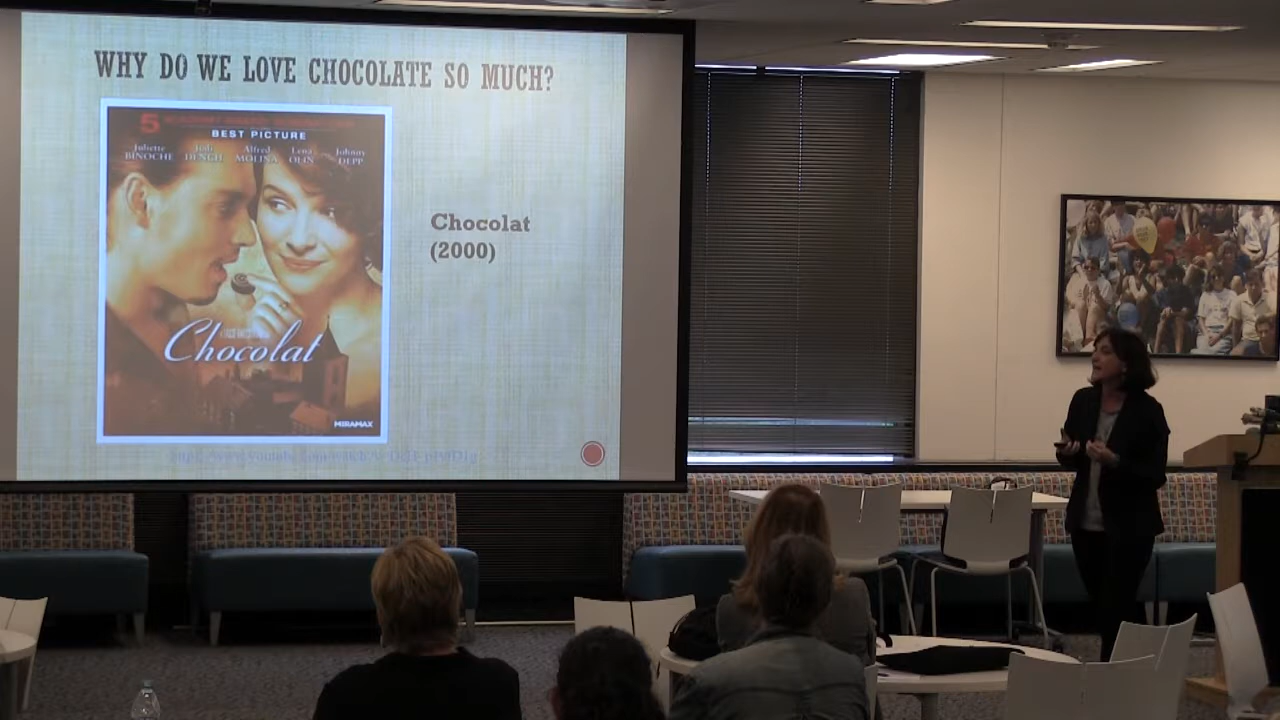 WHY DO WE LOVE CHOCOLATE SO MUCH?
5
BEST PICTURE
Juliette BINOCHE Judi DENCH Alfred MOLINA Lena OLIN Johnny DEPP
Chocolat
MIRAMAX
Chocolat
(2000)